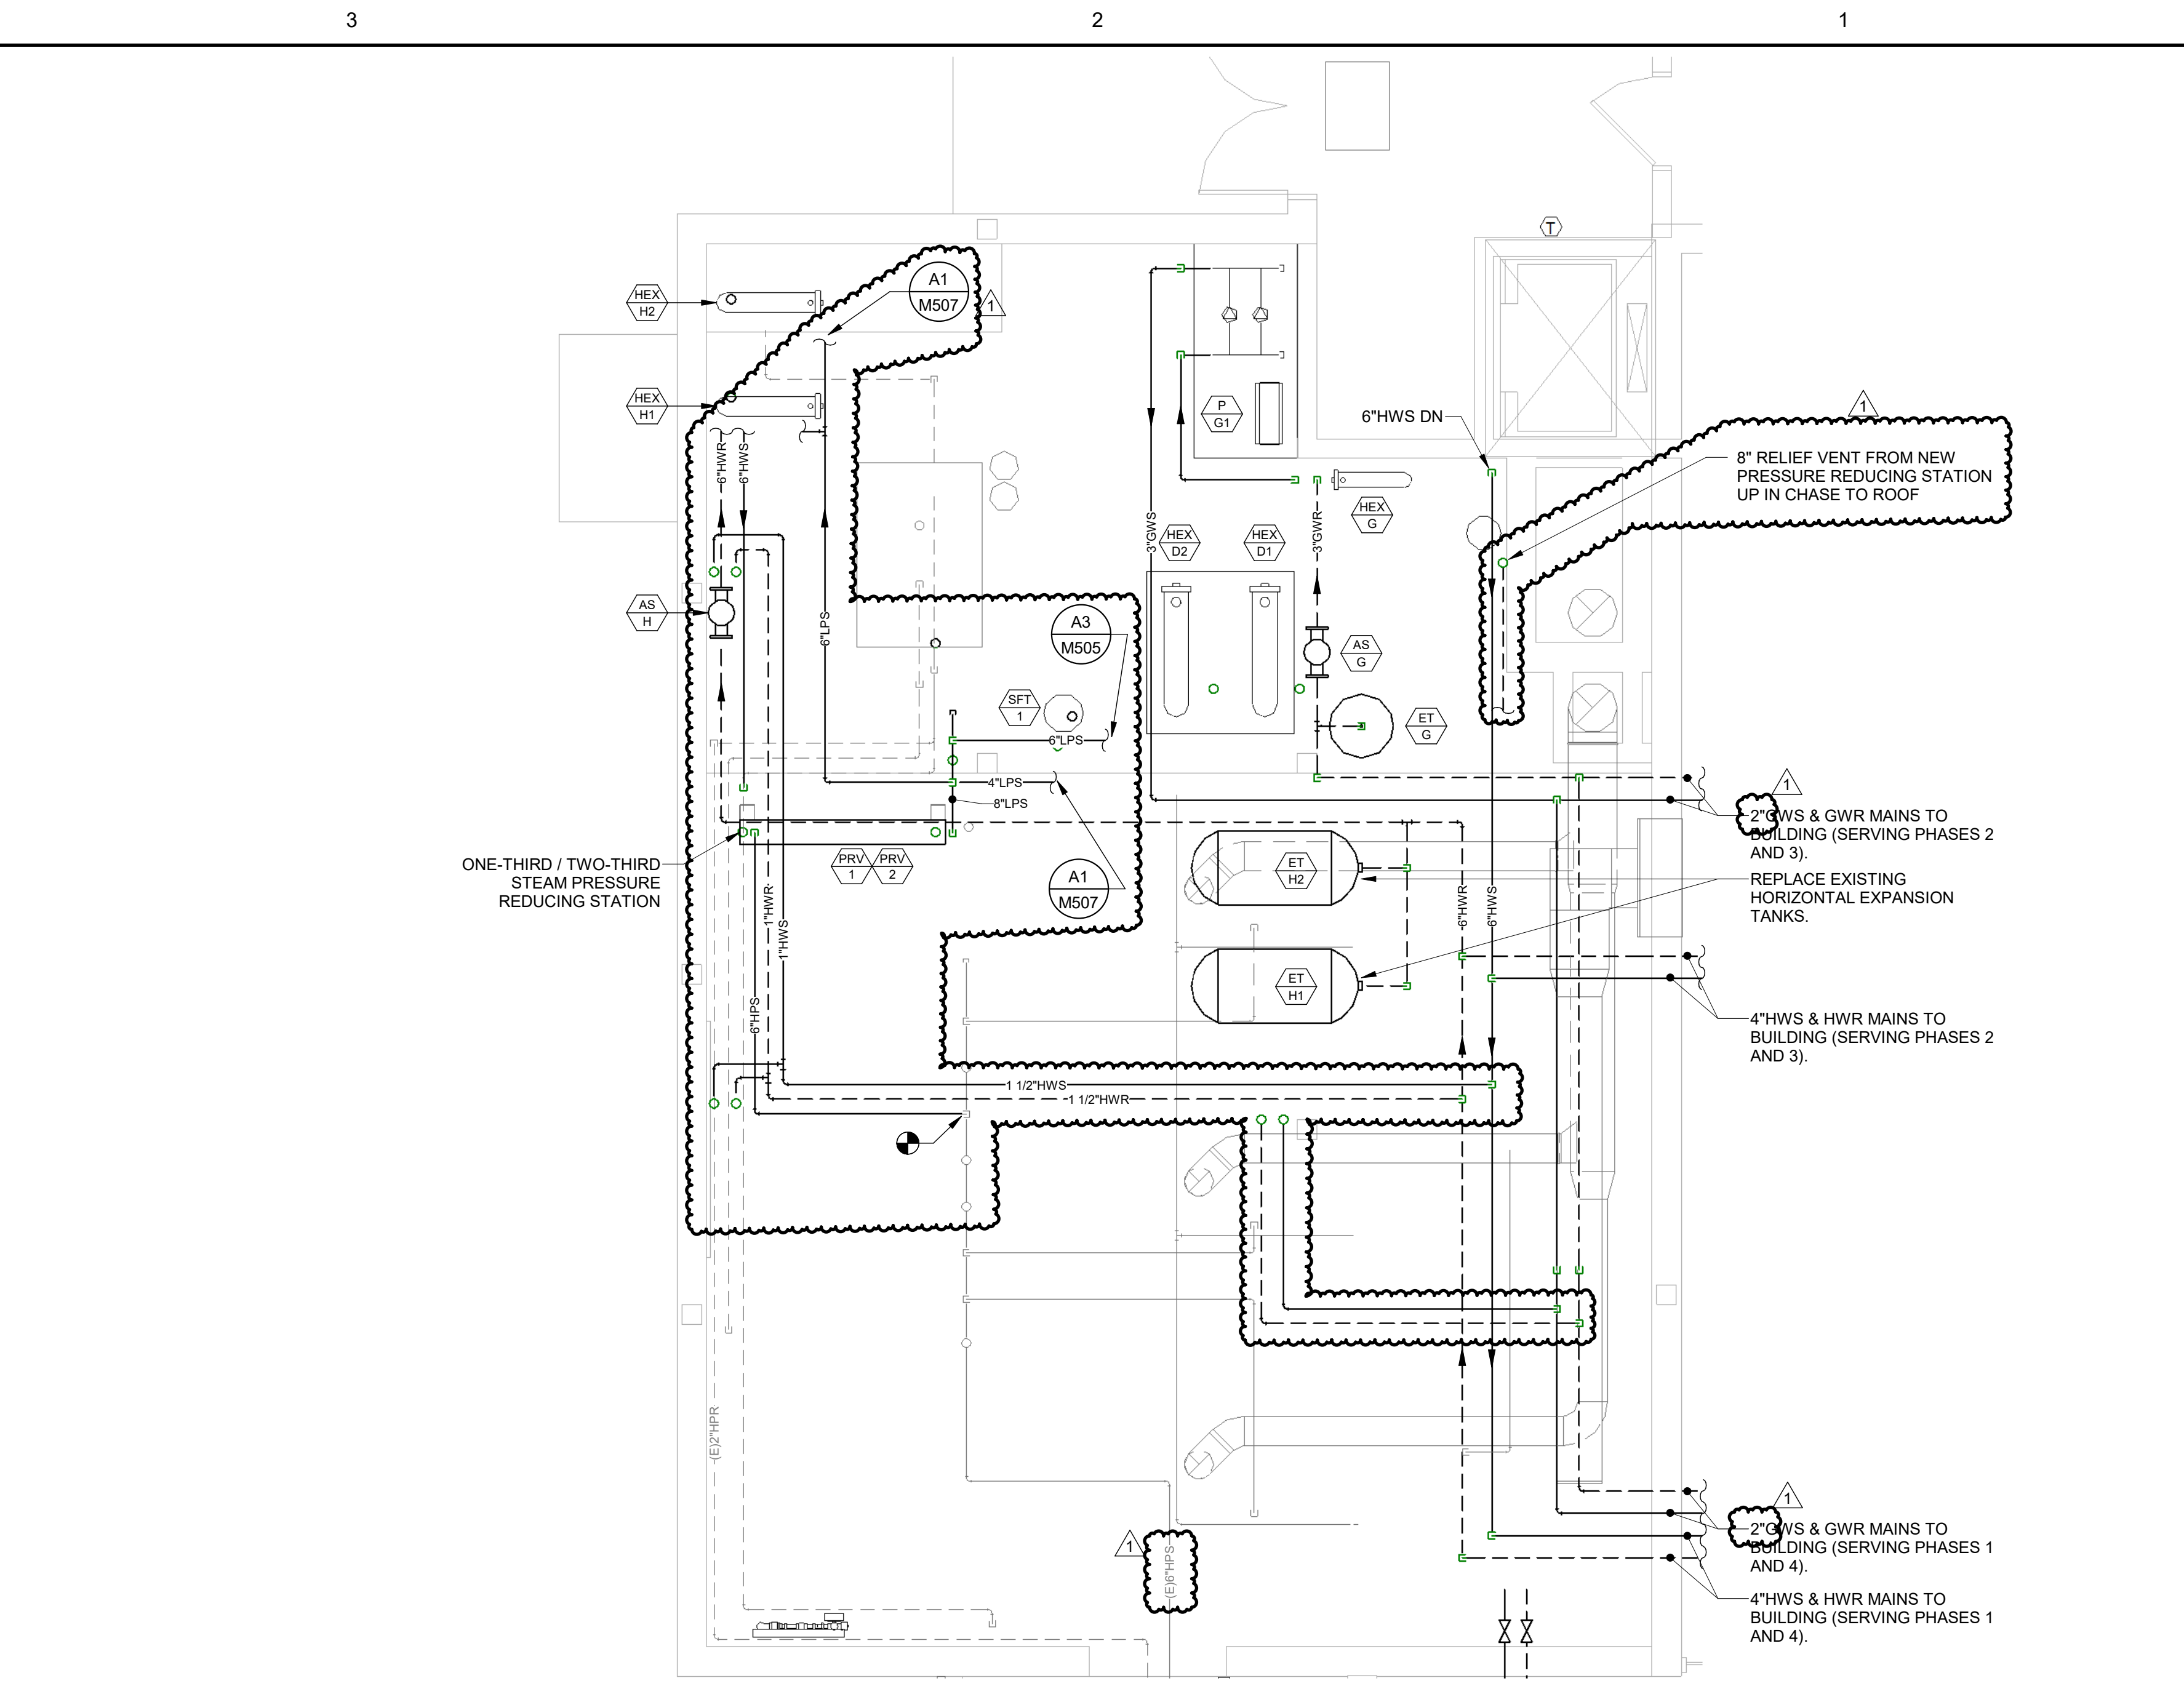 3
2
1
T
A1
M507
1
HEX
H2
HEX
H1
P
G1
6"HWS DN
1
8" RELIEF VENT FROM NEW
PRESSURE REDUCING STATION
UP IN CHASE TO ROOF
6"HWR
6"HWS
HEX
G
3"GWS
3"GWR
HEX
D2
HEX
D1
AS
H
6"LPS
A3
M505
AS
G
SFT
1
ET
G
6"LPS
4"LPS
8"LPS
1
2"GWS & GWR MAINS TO
BUILDING (SERVING PHASES 2
AND 3).
ONE-THIRD / TWO-THIRD
STEAM PRESSURE
REDUCING STATION
PRV
1
PRV
2
A1
M507
ET
H2
REPLACE EXISTING
HORIZONTAL EXPANSION
TANKS.
1"HWR
1"HWS
6"HWR
6"HWS
ET
H1
6"HPS
4"HWS & HWR MAINS TO
BUILDING (SERVING PHASES 2
AND 3).
1 1/2"HWS
1 1/2"HWR
(E)2"HPR
1
(E)6"HPS
1
2"GWS & GWR MAINS TO
BUILDING (SERVING PHASES 1
AND 4).
4"HWS & HWR MAINS TO
BUILDING (SERVING PHASES 1
AND 4).